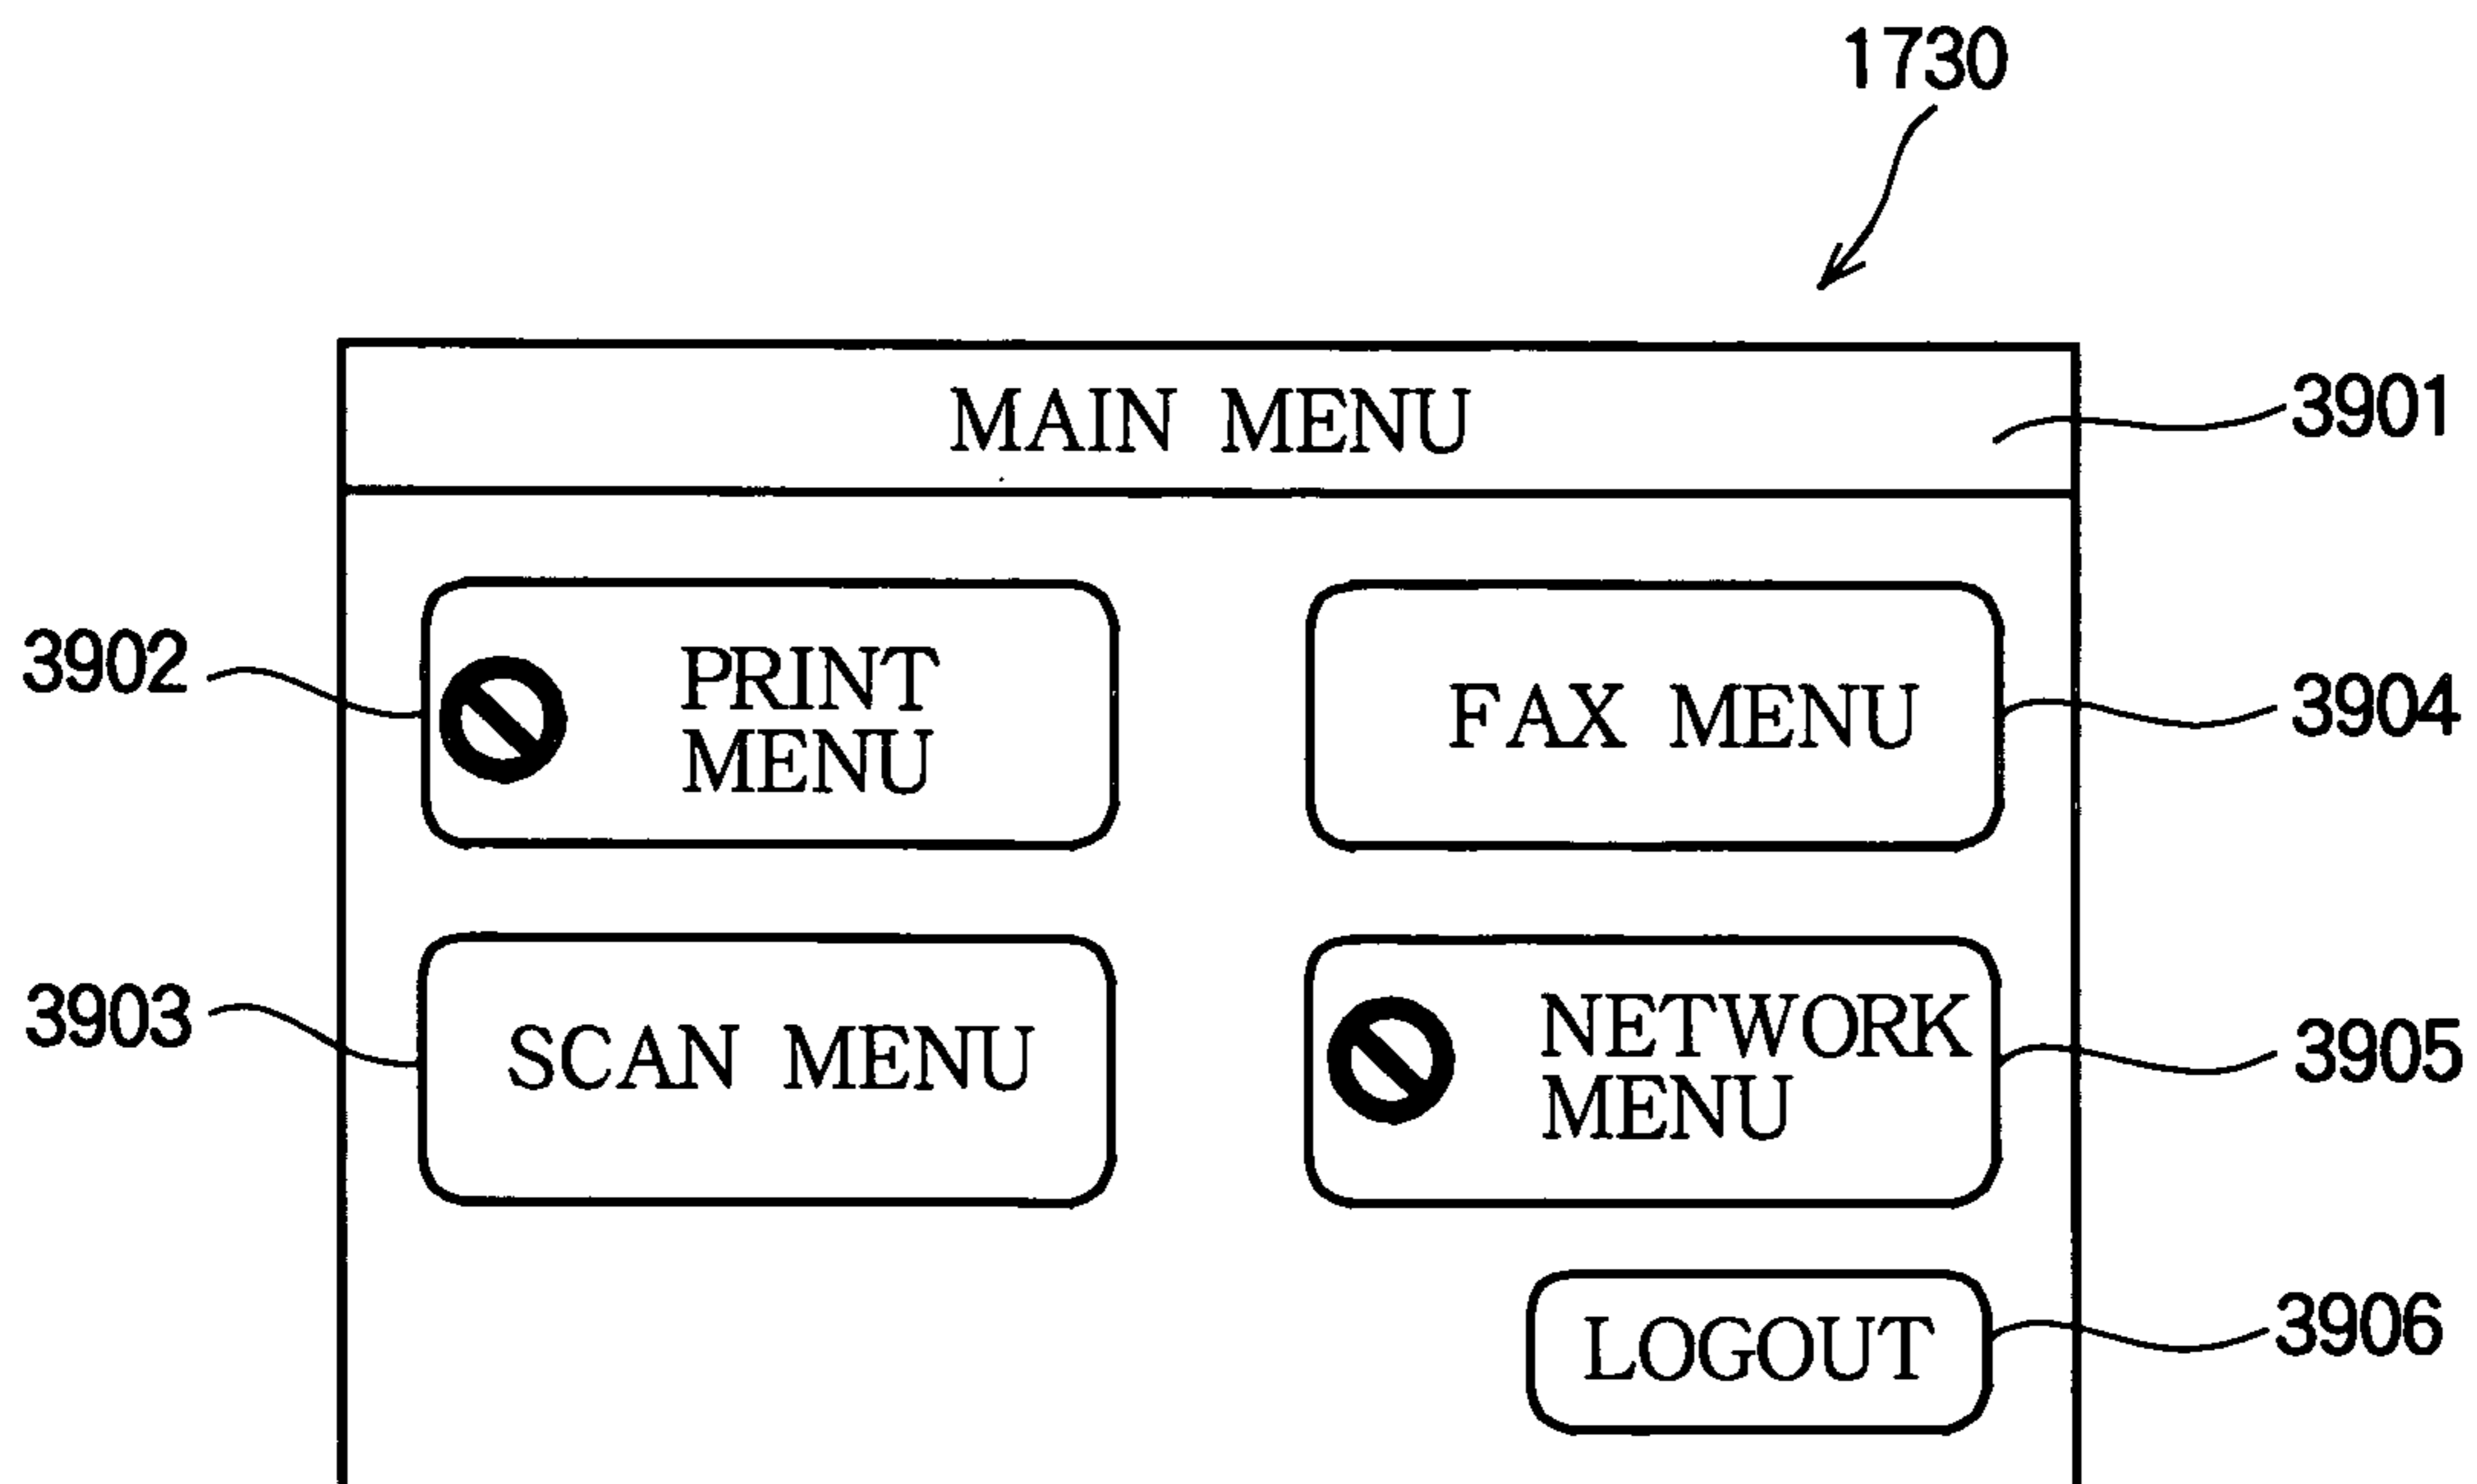 1730
MAIN MENU
3901
3902
PRINT
MENU
FAX MENU
3904
3903
SCAN MENU
NETWORK
MENU
3905
LOGOUT
3906